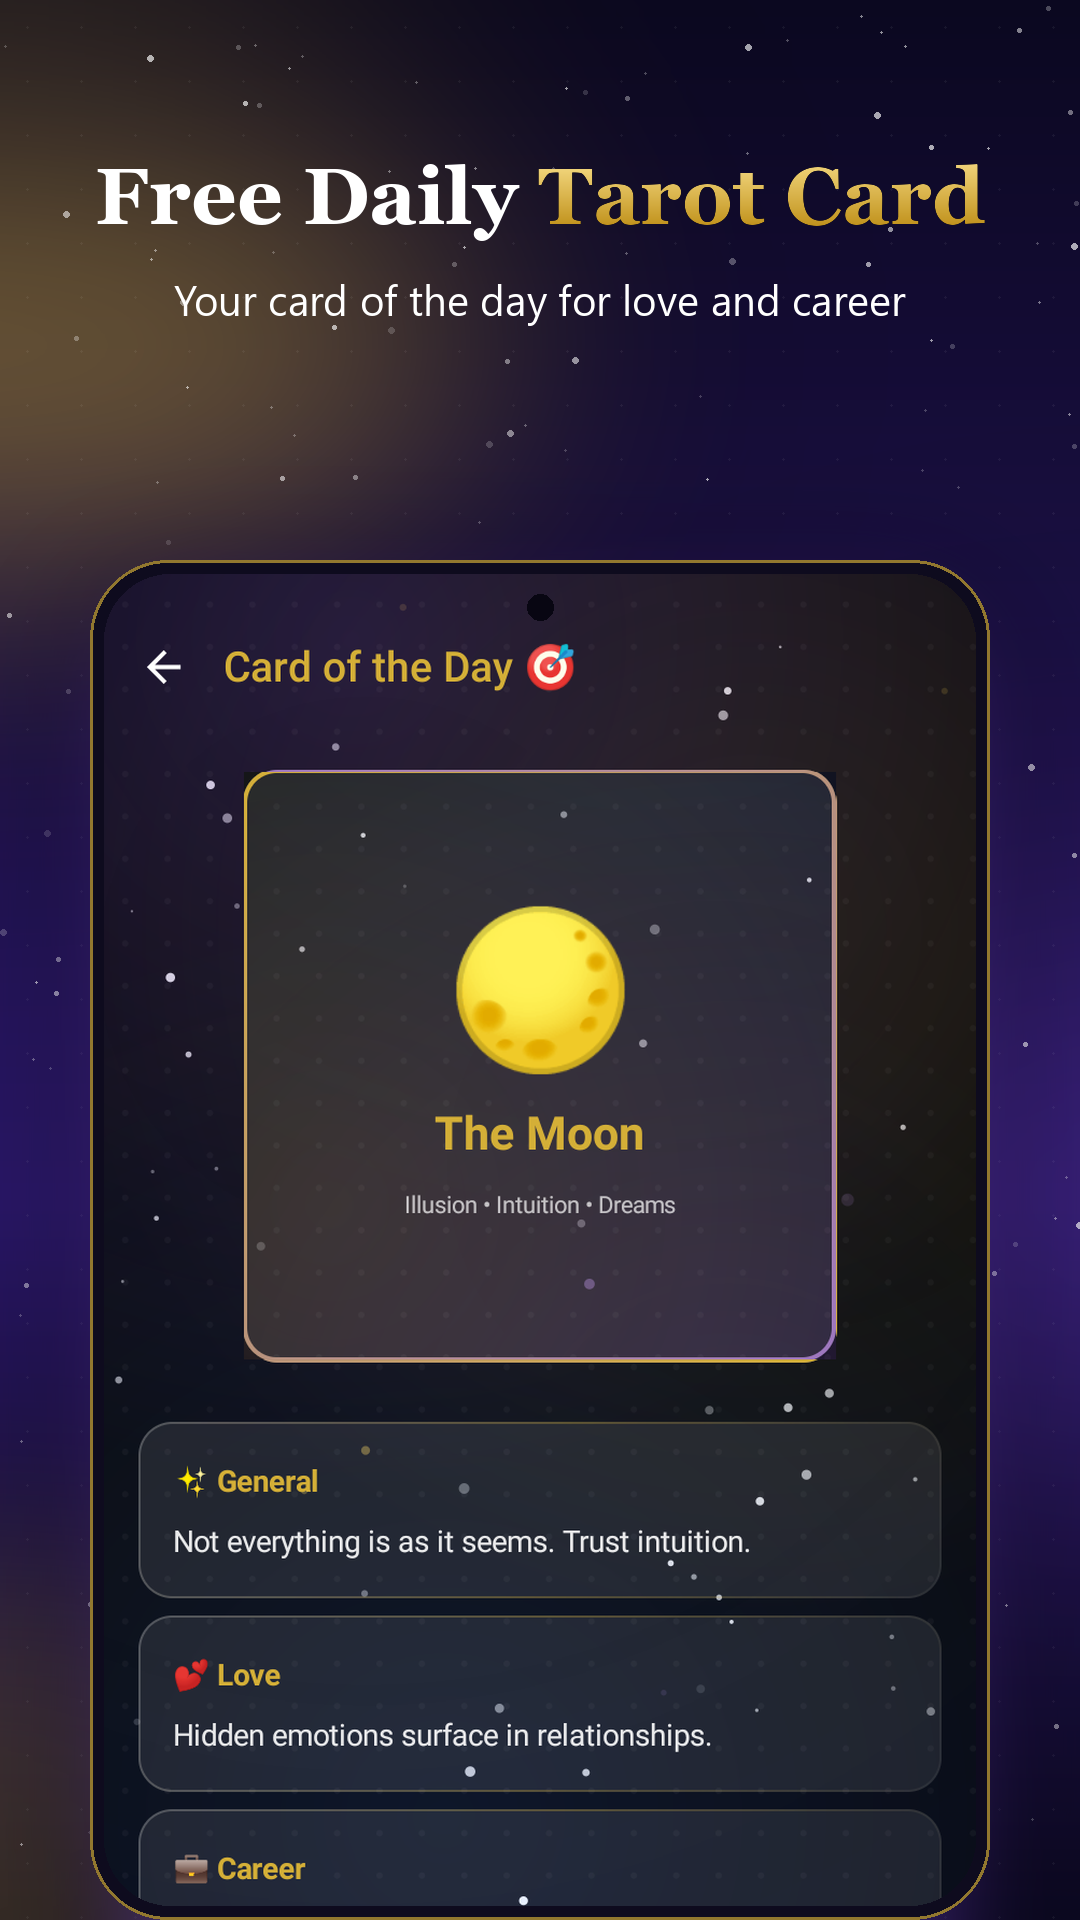 Free Daily Tarot Card
Your card of the day for love and career
Card of the Day 🎯
The Moon
Illusion • Intuition • Dreams
✨ General
Not everything is as it seems. Trust intuition.
💕 Love
Hidden emotions surface in relationships.
💼 Career